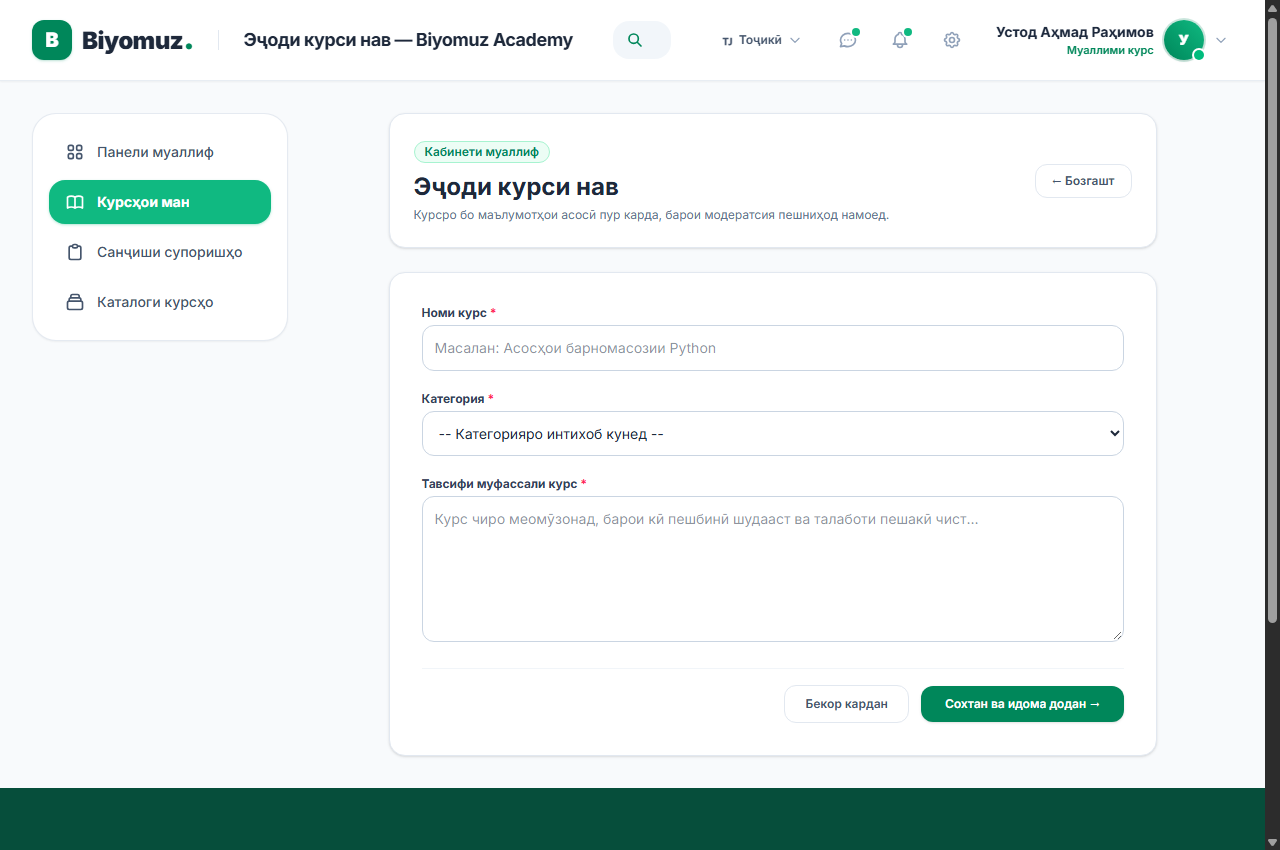 B Biyomuz. Эҷоди курси нав — Biyomuz Academy TJ Тоҷикӣ Устод Аҳмад Раҳимов
Муаллими курс
У
Панели муаллиф
Курсҳои ман
Санҷиши супоришҳо
Каталоги курсҳо
Кабинети муаллиф
Эҷоди курси нав
Курсро бо маълумотҳои асосӣ пур карда, барои модератсия пешниҳод намоед.
← Бозгашт
Номи курс *
Масалан: Асосҳои барномасозии Python
Категория *
-- Категорияро интихоб кунед --
Тавсифи муфассали курс *
Курс чиро меомӯзонад, барои кӣ пешбинӣ шудааст ва талаботи пешакӣ чист...
Бекор кардан
Сохтан ва идома додан →